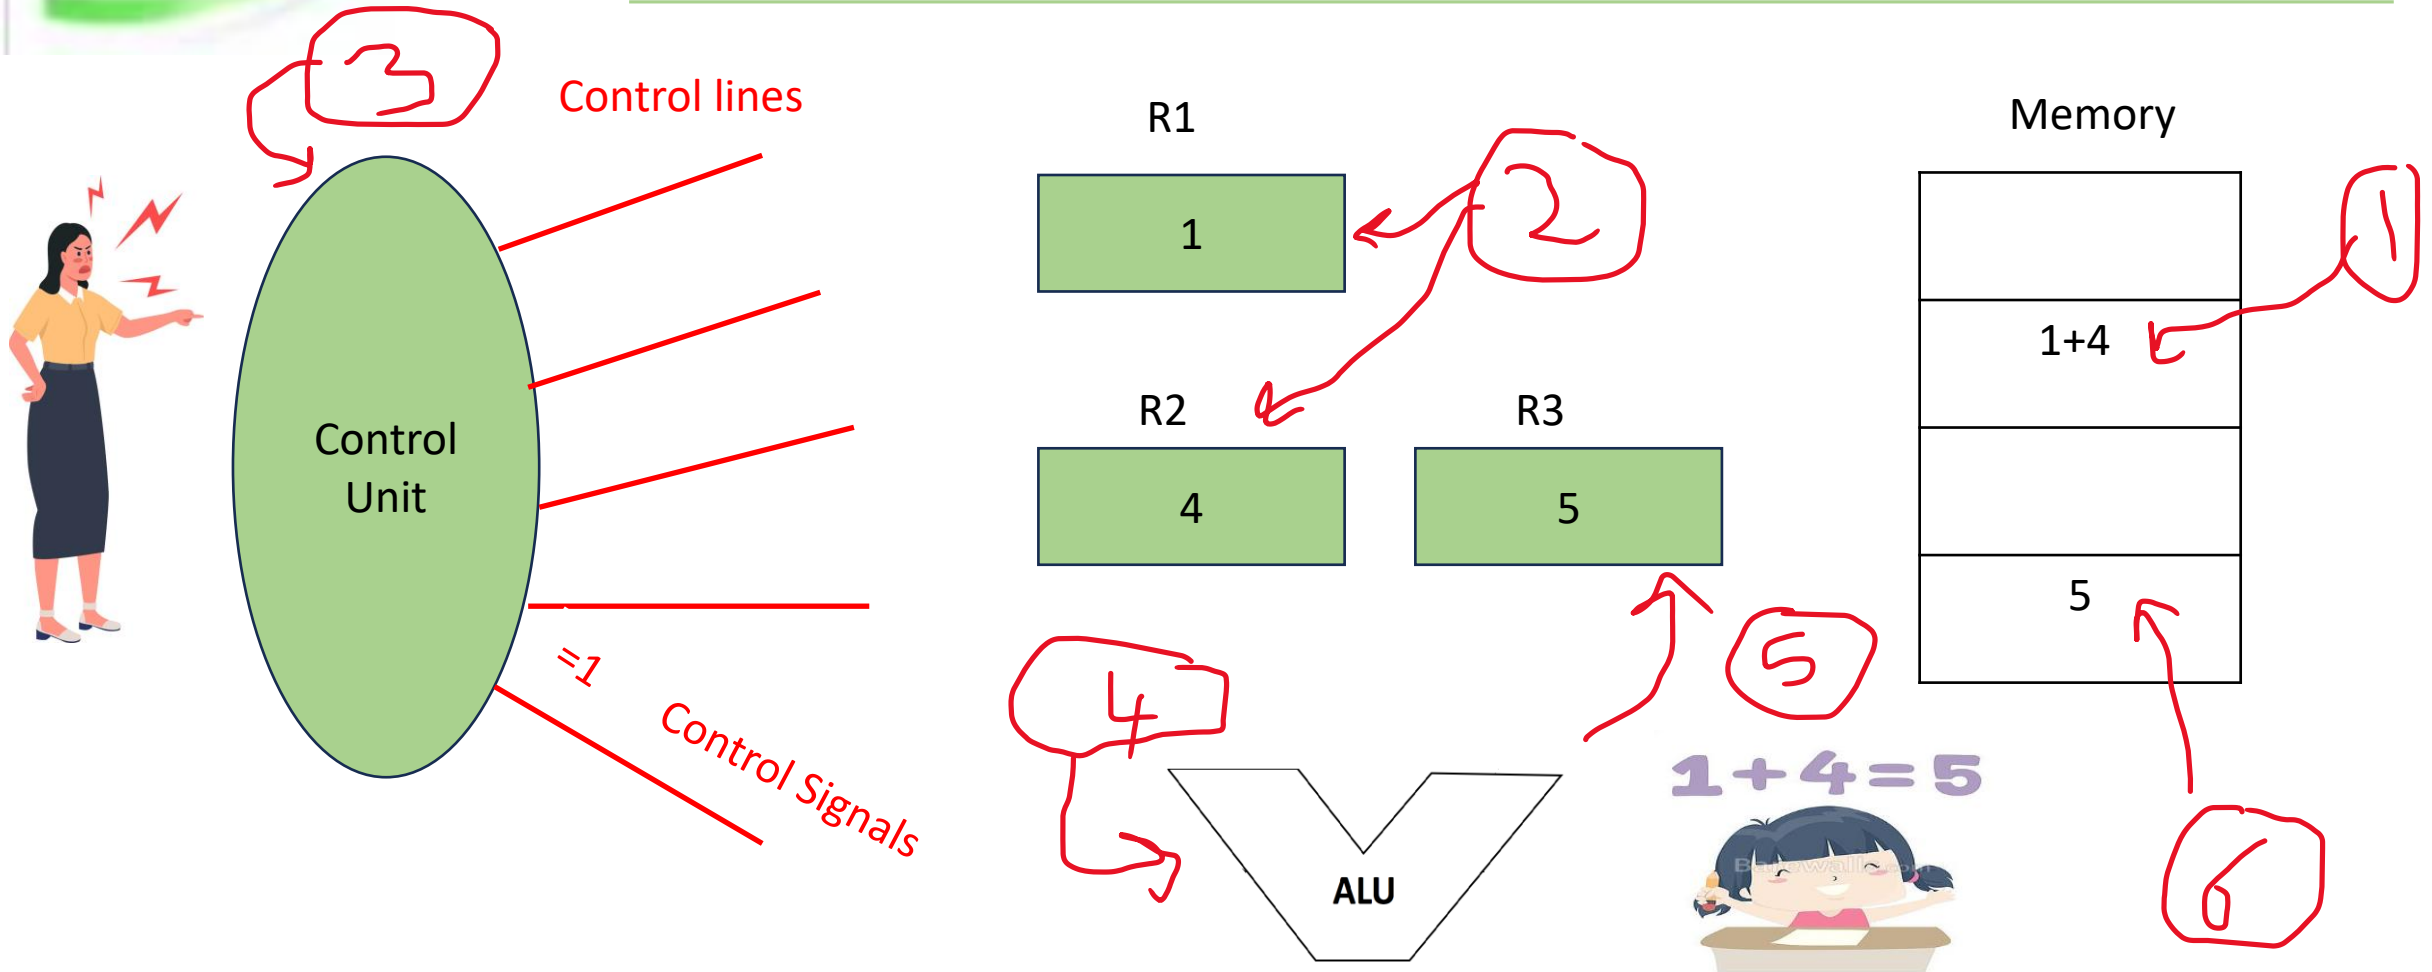 3
Control lines
Control
Unit
=1
Control Signals
R1
1
2
R2
4
R3
5
Memory
1
1+4
5
4
5
ALU
1+4=5
6